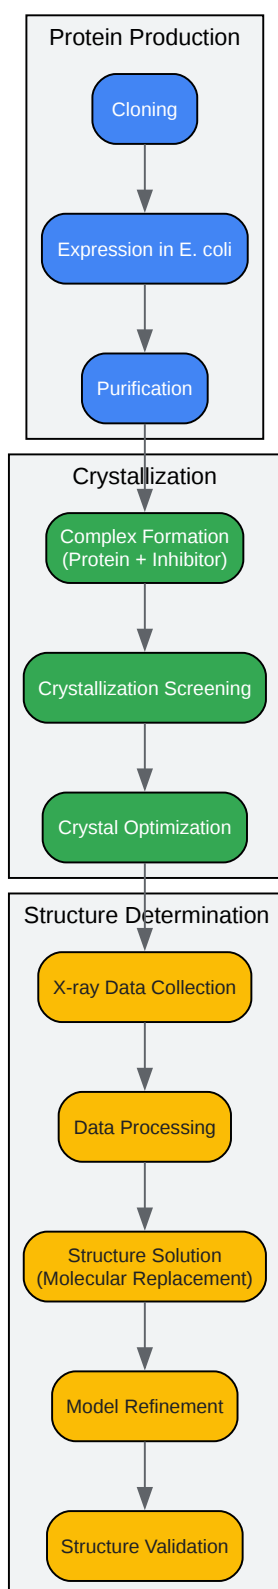 Protein Production
Cloning
Expression in E. coli
Purification
Crystallization
Complex Formation
(Protein + Inhibitor)
Crystallization Screening
Crystal Optimization
Structure Determination
X-ray Data Collection
Data Processing
Structure Solution
(Molecular Replacement)
Model Refinement
Structure Validation